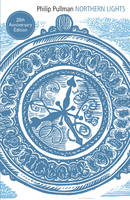 Philip Pullman NORTHERN LIGHTS
20th
Anniversary
Edition